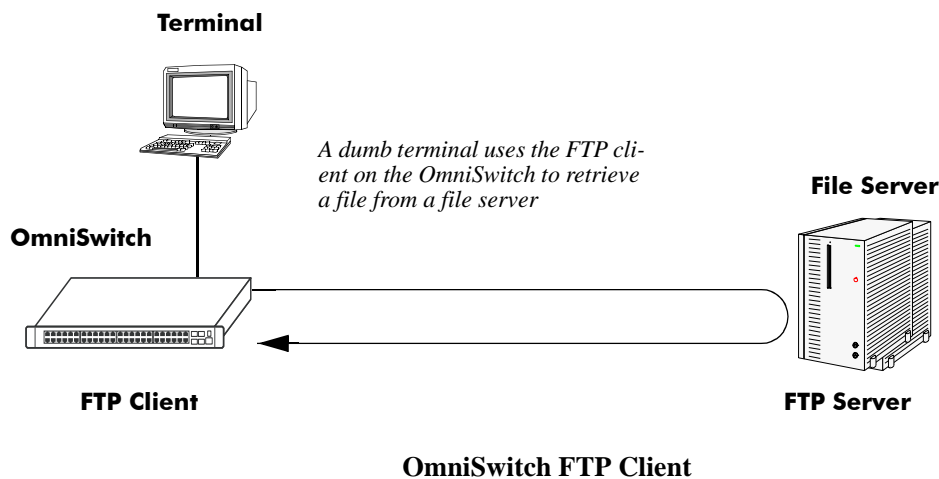 Terminal
A dumb terminal uses the FTP cli-
ent on the OmniSwitch to retrieve
a file from a file server
File Server
OmniSwitch
FTP Client
FTP Server
OmniSwitch FTP Client